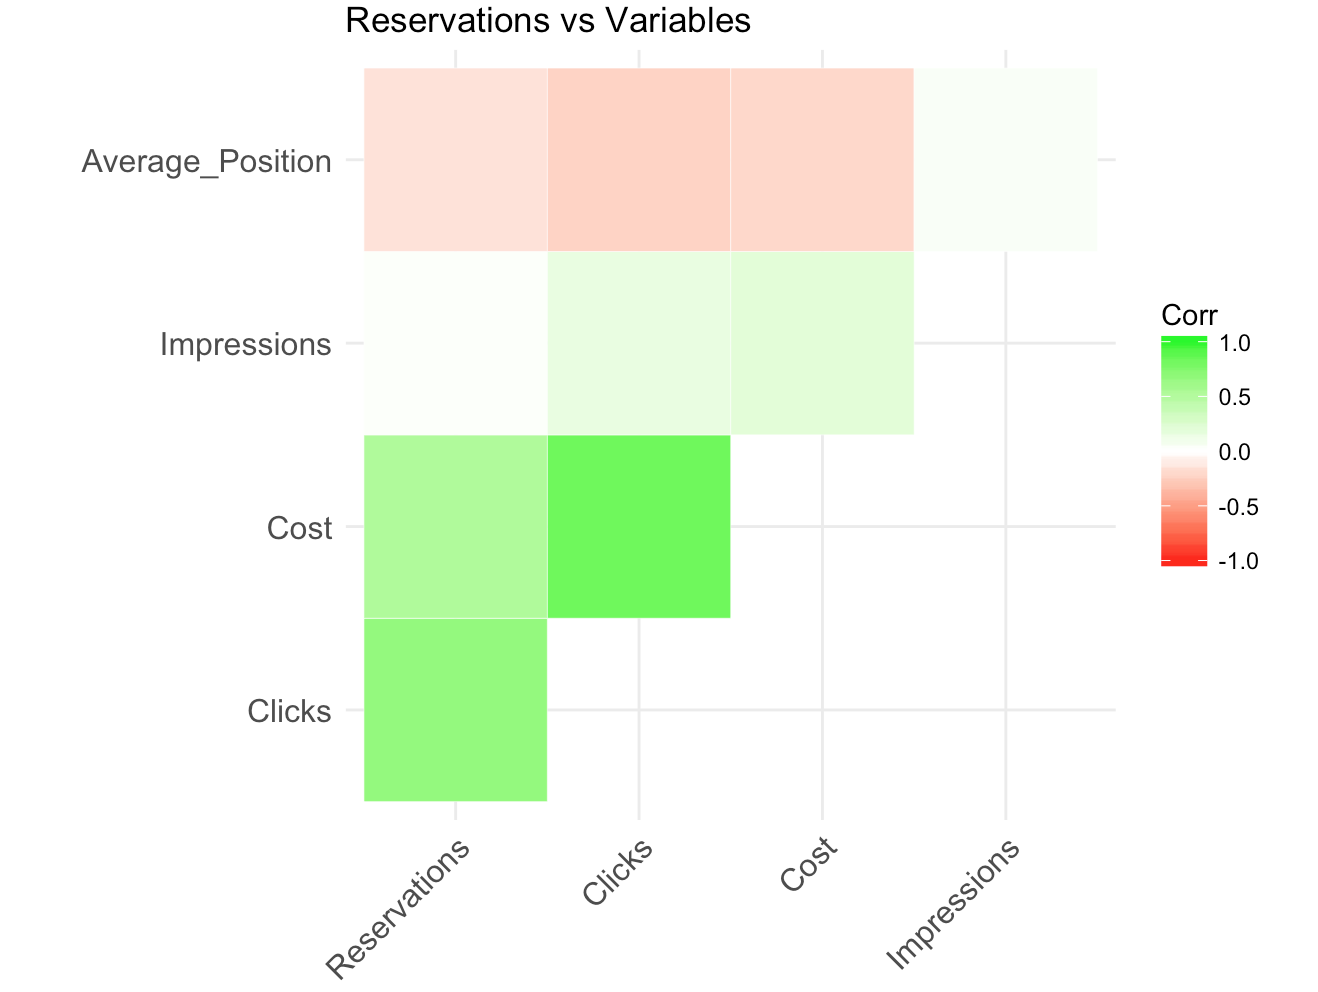 Reservations vs Variables
Average_Position
Impressions
Cost
Clicks
Reservations
Clicks
Cost
Impressions
Corr
1.0
0.5
0.0
-0.5
-1.0